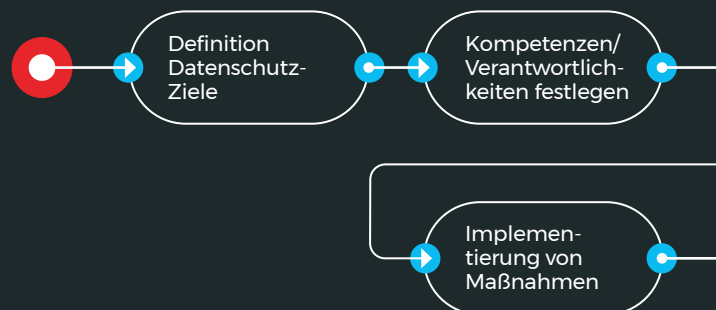 Definition
Datenschutz-
Ziele
Kompetenzen/
Verantwortlich-
keiten festlegen
Implemen-
tierung von
Maßnahmen